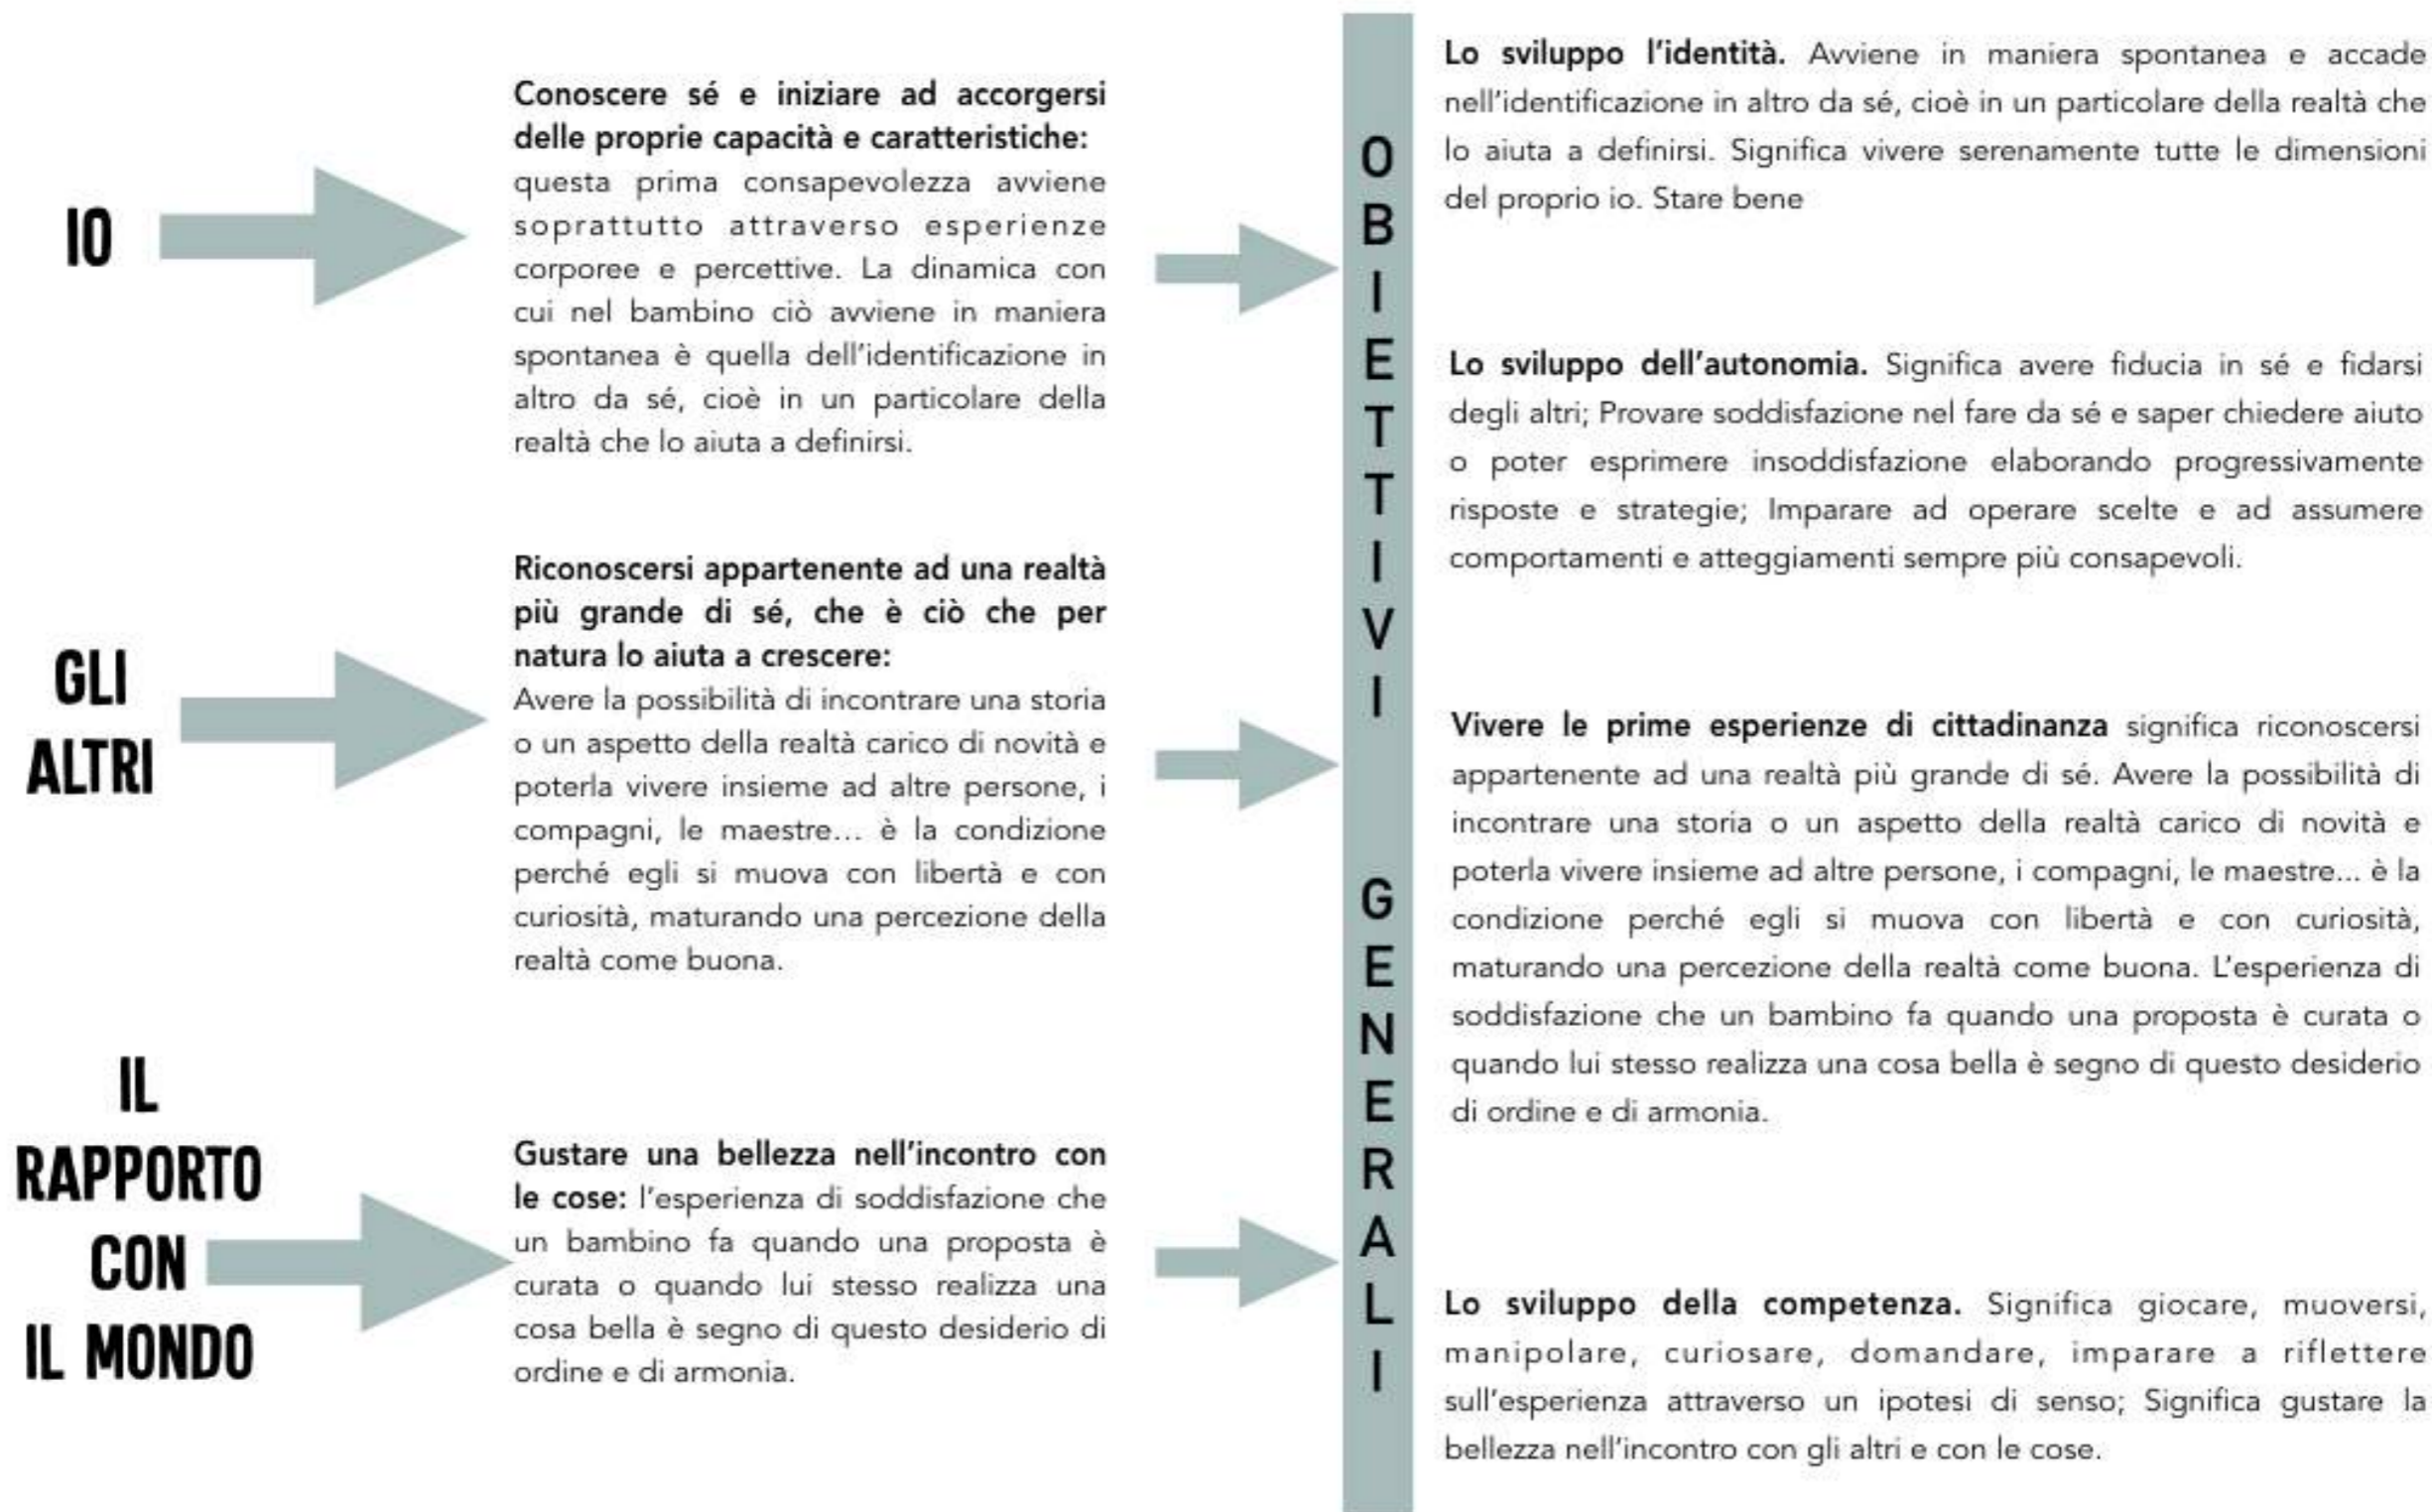 IO
Conoscere sé e iniziare ad accorgersi
delle proprie capacità e caratteristiche:
questa prima consapevolezza avviene
soprattutto attraverso esperienze
corporee e percettive. La dinamica con
cui nel bambino ciò avviene in maniera
spontanea è quella dell'identificazione in
altro da sé, cioè in un particolare della
realtà che lo aiuta a definirsi.
GLI
ALTRI
Riconoscersi appartenente ad una realtà
più grande di sé, che è ciò che per
natura lo aiuta a crescere:
Avere la possibilità di incontrare una storia
o un aspetto della realtà carico di novità e
poterla vivere insieme ad altre persone, i
compagni, le maestre... è la condizione
perché egli si muova con libertà e con
curiosità, maturando una percezione della
realtà come buona.
IL
RAPPORTO
CON
IL MONDO
Gustare una bellezza nell'incontro con
le cose: l'esperienza di soddisfazione che
un bambino fa quando una proposta è
curata o quando lui stesso realizza una
cosa bella è segno di questo desiderio di
ordine e di armonia.
OBIETTIVI GENERALI
Lo sviluppo l'identità. Avviene in maniera spontanea e accade
nell'identificazione in altro da sé, cioè in un particolare della realtà che
lo aiuta a definirsi. Significa vivere serenamente tutte le dimensioni
del proprio io. Stare bene
Lo sviluppo dell'autonomia. Significa avere fiducia in sé e fidarsi
degli altri; Provare soddisfazione nel fare da sé e saper chiedere aiuto
o poter esprimere insoddisfazione elaborando progressivamente
risposte e strategie; Imparare ad operare scelte e ad assumere
comportamenti e atteggiamenti sempre più consapevoli.
Vivere le prime esperienze di cittadinanza significa riconoscersi
appartenente ad una realtà più grande di sé. Avere la possibilità di
incontrare una storia o un aspetto della realtà carico di novità e
poterla vivere insieme ad altre persone, i compagni, le maestre... è la
condizione perché egli si muova con libertà e con curiosità,
maturando una percezione della realtà come buona. L'esperienza di
soddisfazione che un bambino fa quando una proposta è curata o
quando lui stesso realizza una cosa bella è segno di questo desiderio
di ordine e di armonia.
Lo sviluppo della competenza. Significa giocare, muoversi,
manipolare, curiosare, domandare, imparare a riflettere
sull'esperienza attraverso un ipotesi di senso; Significa gustare la
bellezza nell'incontro con gli altri e con le cose.